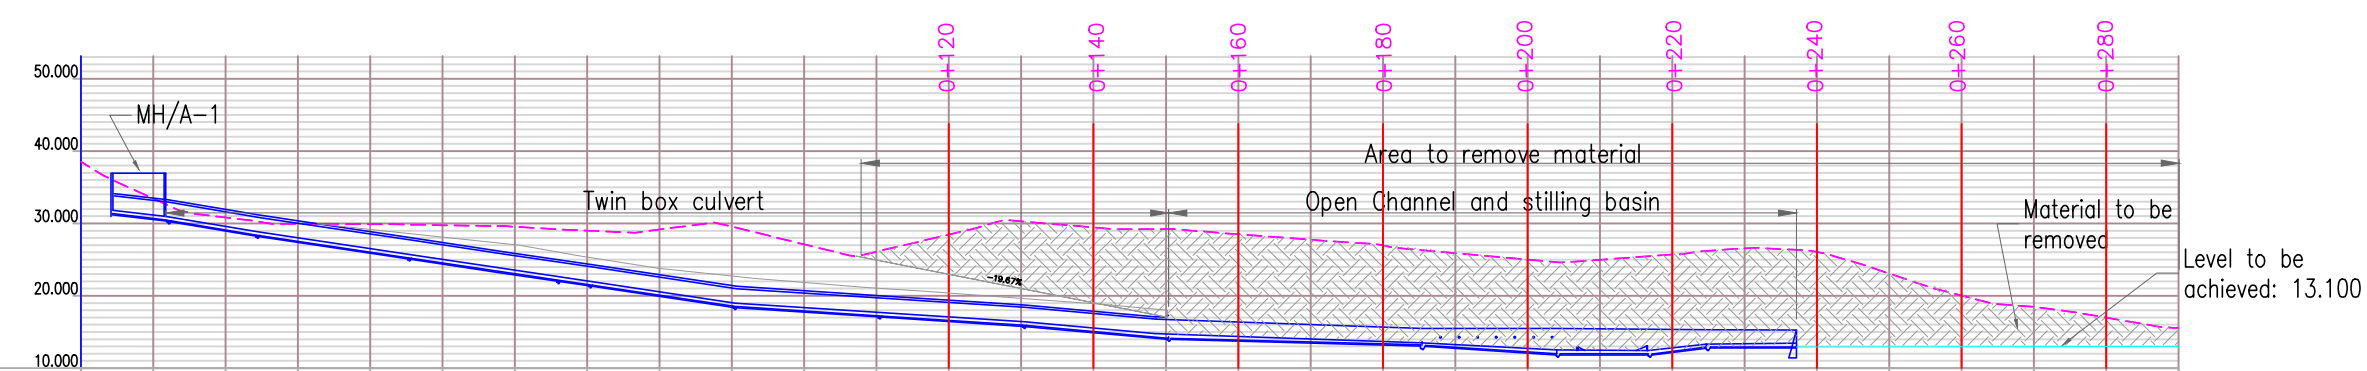 0+120
0+140
0+160
0+180
0+200
0+220
0+240
0+260
0+280
50.000
MH/A-1
40.000
Area to remove material
Twin box culvert
Open Channel and stilling basin
30.000
Material to be
removed
Level to be
achieved: 13.100
-19.67%
20.000
10.000